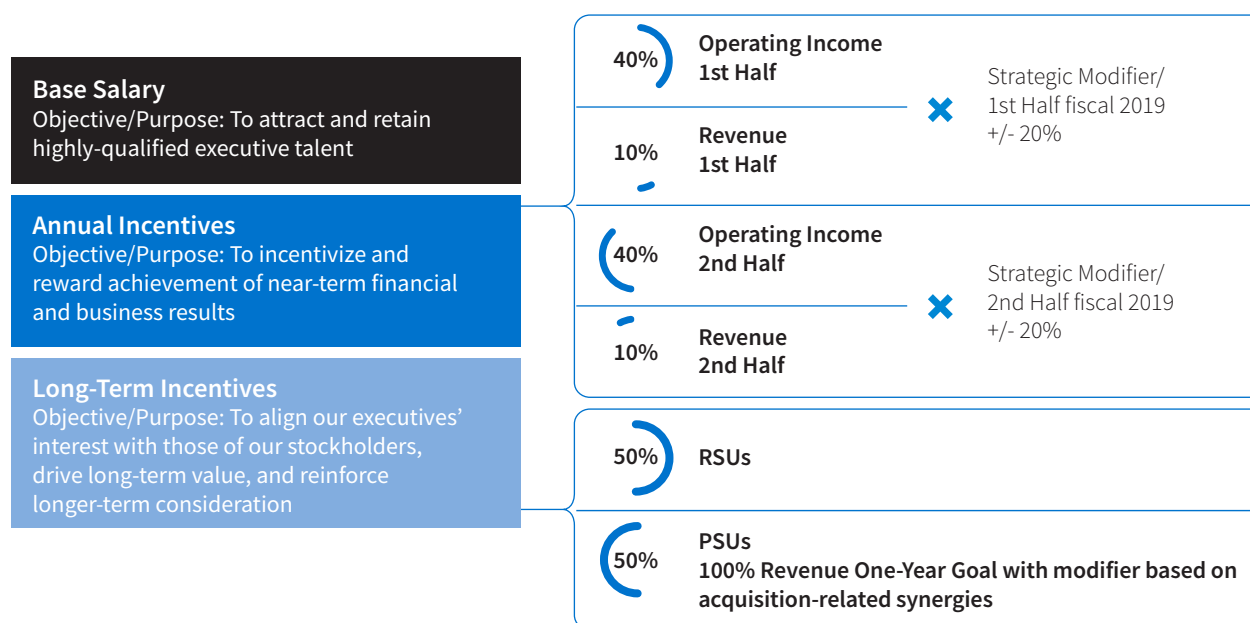 Base Salary
Objective/Purpose: To attract and retain
highly-qualified executive talent
Annual Incentives
Objective/Purpose: To incentivize and
reward achievement of near-term financial
and business results
Long-Term Incentives
Objective/Purpose: To align our executives’
interest with those of our stockholders,
drive long-term value, and reinforce
longer-term consideration
40%
Operating Income
1st Half
10%
Revenue
1st Half
Strategic Modifier/
1st Half fiscal 2019
+/- 20%
40%
Operating Income
2nd Half
10%
Revenue
2nd Half
Strategic Modifier/
2nd Half fiscal 2019
+/- 20%
50%
RSUs
50%
PSUs
100% Revenue One-Year Goal with modifier based on
acquisition-related synergies